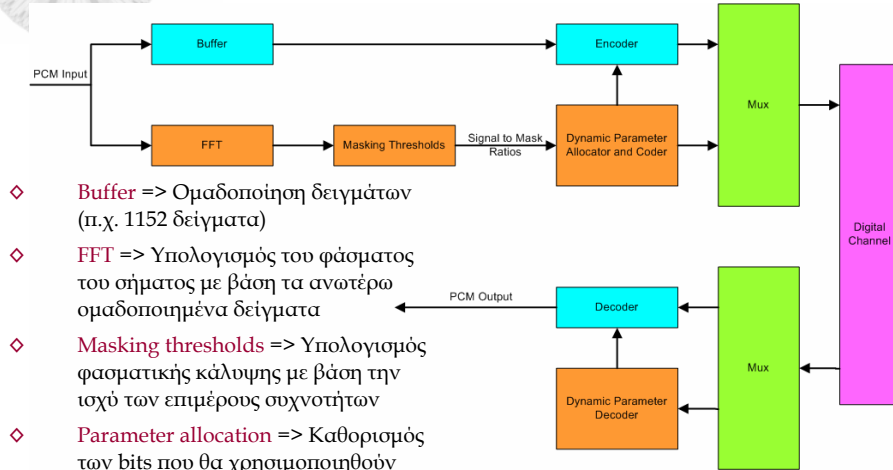 Buffer
Encoder
PCM Input
Mux
FFT
Masking Thresholds
Signal to Mask
Ratios
Dynamic Parameter
Allocator and Coder
Digital
Channel
◇ Buffer => Ομαδοποίηση δειγμάτων
(π.χ. 1152 δείγματα)
◇ FFT => Υπολογισμός του φάσματος
του σήματος με βάση τα ανωτέρω
ομαδοποιημένα δείγματα
◇ Masking thresholds => Υπολογισμός
φασματικής κάλυψης με βάση την
ισχύ των επιμέρους συχνοτήτων
◇ Parameter allocation => Καθορισμός
των bits που θα χρησιμοποιηθούν
PCM Output
Decoder
Mux
Dynamic Parameter
Decoder